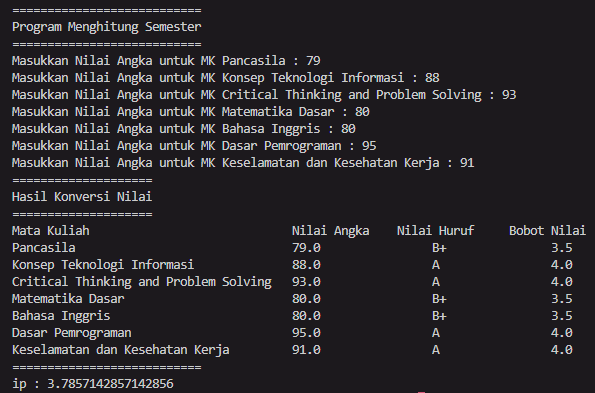 ===========================
Program Menghitung Semester
===========================
Masukkan Nilai Angka untuk MK Pancasila : 79
Masukkan Nilai Angka untuk MK Konsep Teknologi Informasi : 88
Masukkan Nilai Angka untuk MK Critical Thinking and Problem Solving : 93
Masukkan Nilai Angka untuk MK Matematika Dasar : 80
Masukkan Nilai Angka untuk MK Bahasa Inggris : 80
Masukkan Nilai Angka untuk MK Dasar Pemrograman : 95
Masukkan Nilai Angka untuk MK Keselamatan dan Kesehatan Kerja : 91
====================
Hasil Konversi Nilai
====================
Mata Kuliah                             Nilai Angka    Nilai Huruf     Bobot Nilai
Pancasila                               79.0                B+               3.5
Konsep Teknologi Informasi              88.0                A                4.0
Critical Thinking and Problem Solving   93.0                A                4.0
Matematika Dasar                        80.0                B+               3.5
Bahasa Inggris                          80.0                B+               3.5
Dasar Pemrograman                       95.0                A                4.0
Keselamatan dan Kesehatan Kerja         91.0                A                4.0
===========================
ip : 3.7857142857142856